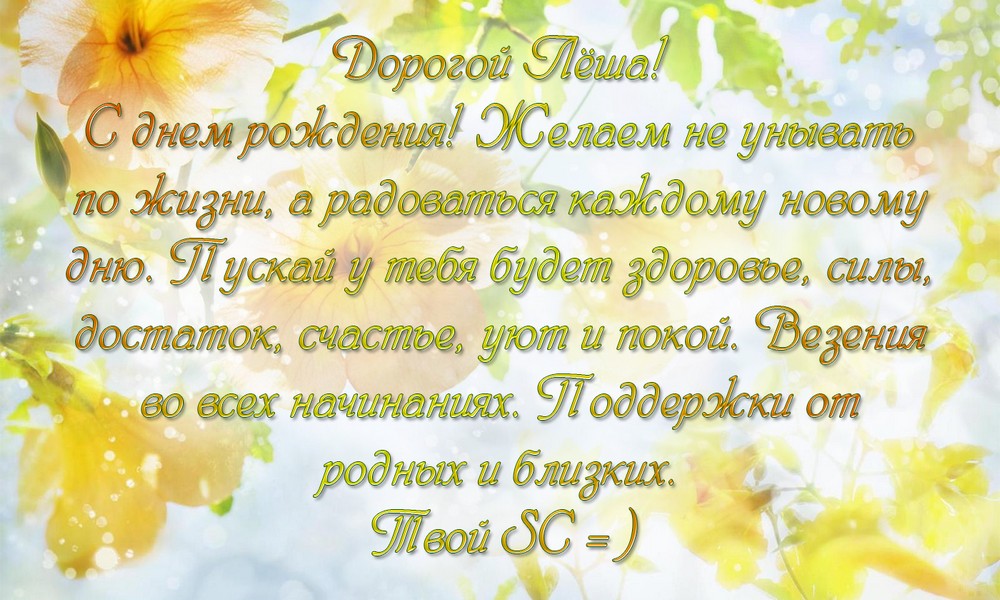 Дорогой Лёша!
С днем рождения! Желаем не унывать
по жизни, а радоваться каждому новому
дню. Пускай у тебя будет здоровье, силы,
достаток, счастье, уют и покой. Везения
во всех начинаниях. Поддержки от
родных и близких.
Твой SC = )